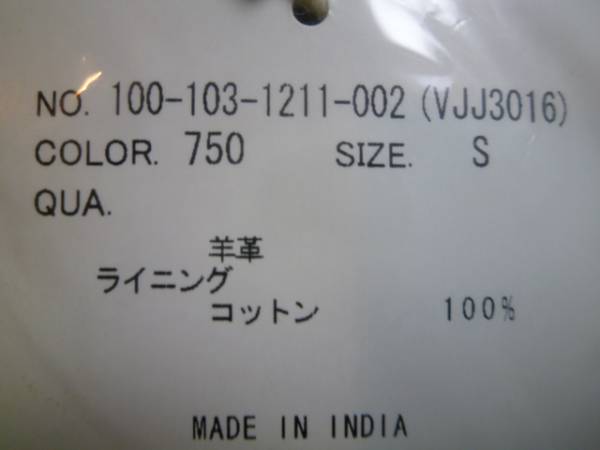 NO. 100-103-1211-002 (VJJ3016)
COLOR. 750 SIZE. S
QUA.
羊革
ライニング
コットン 100%
MADE IN INDIA